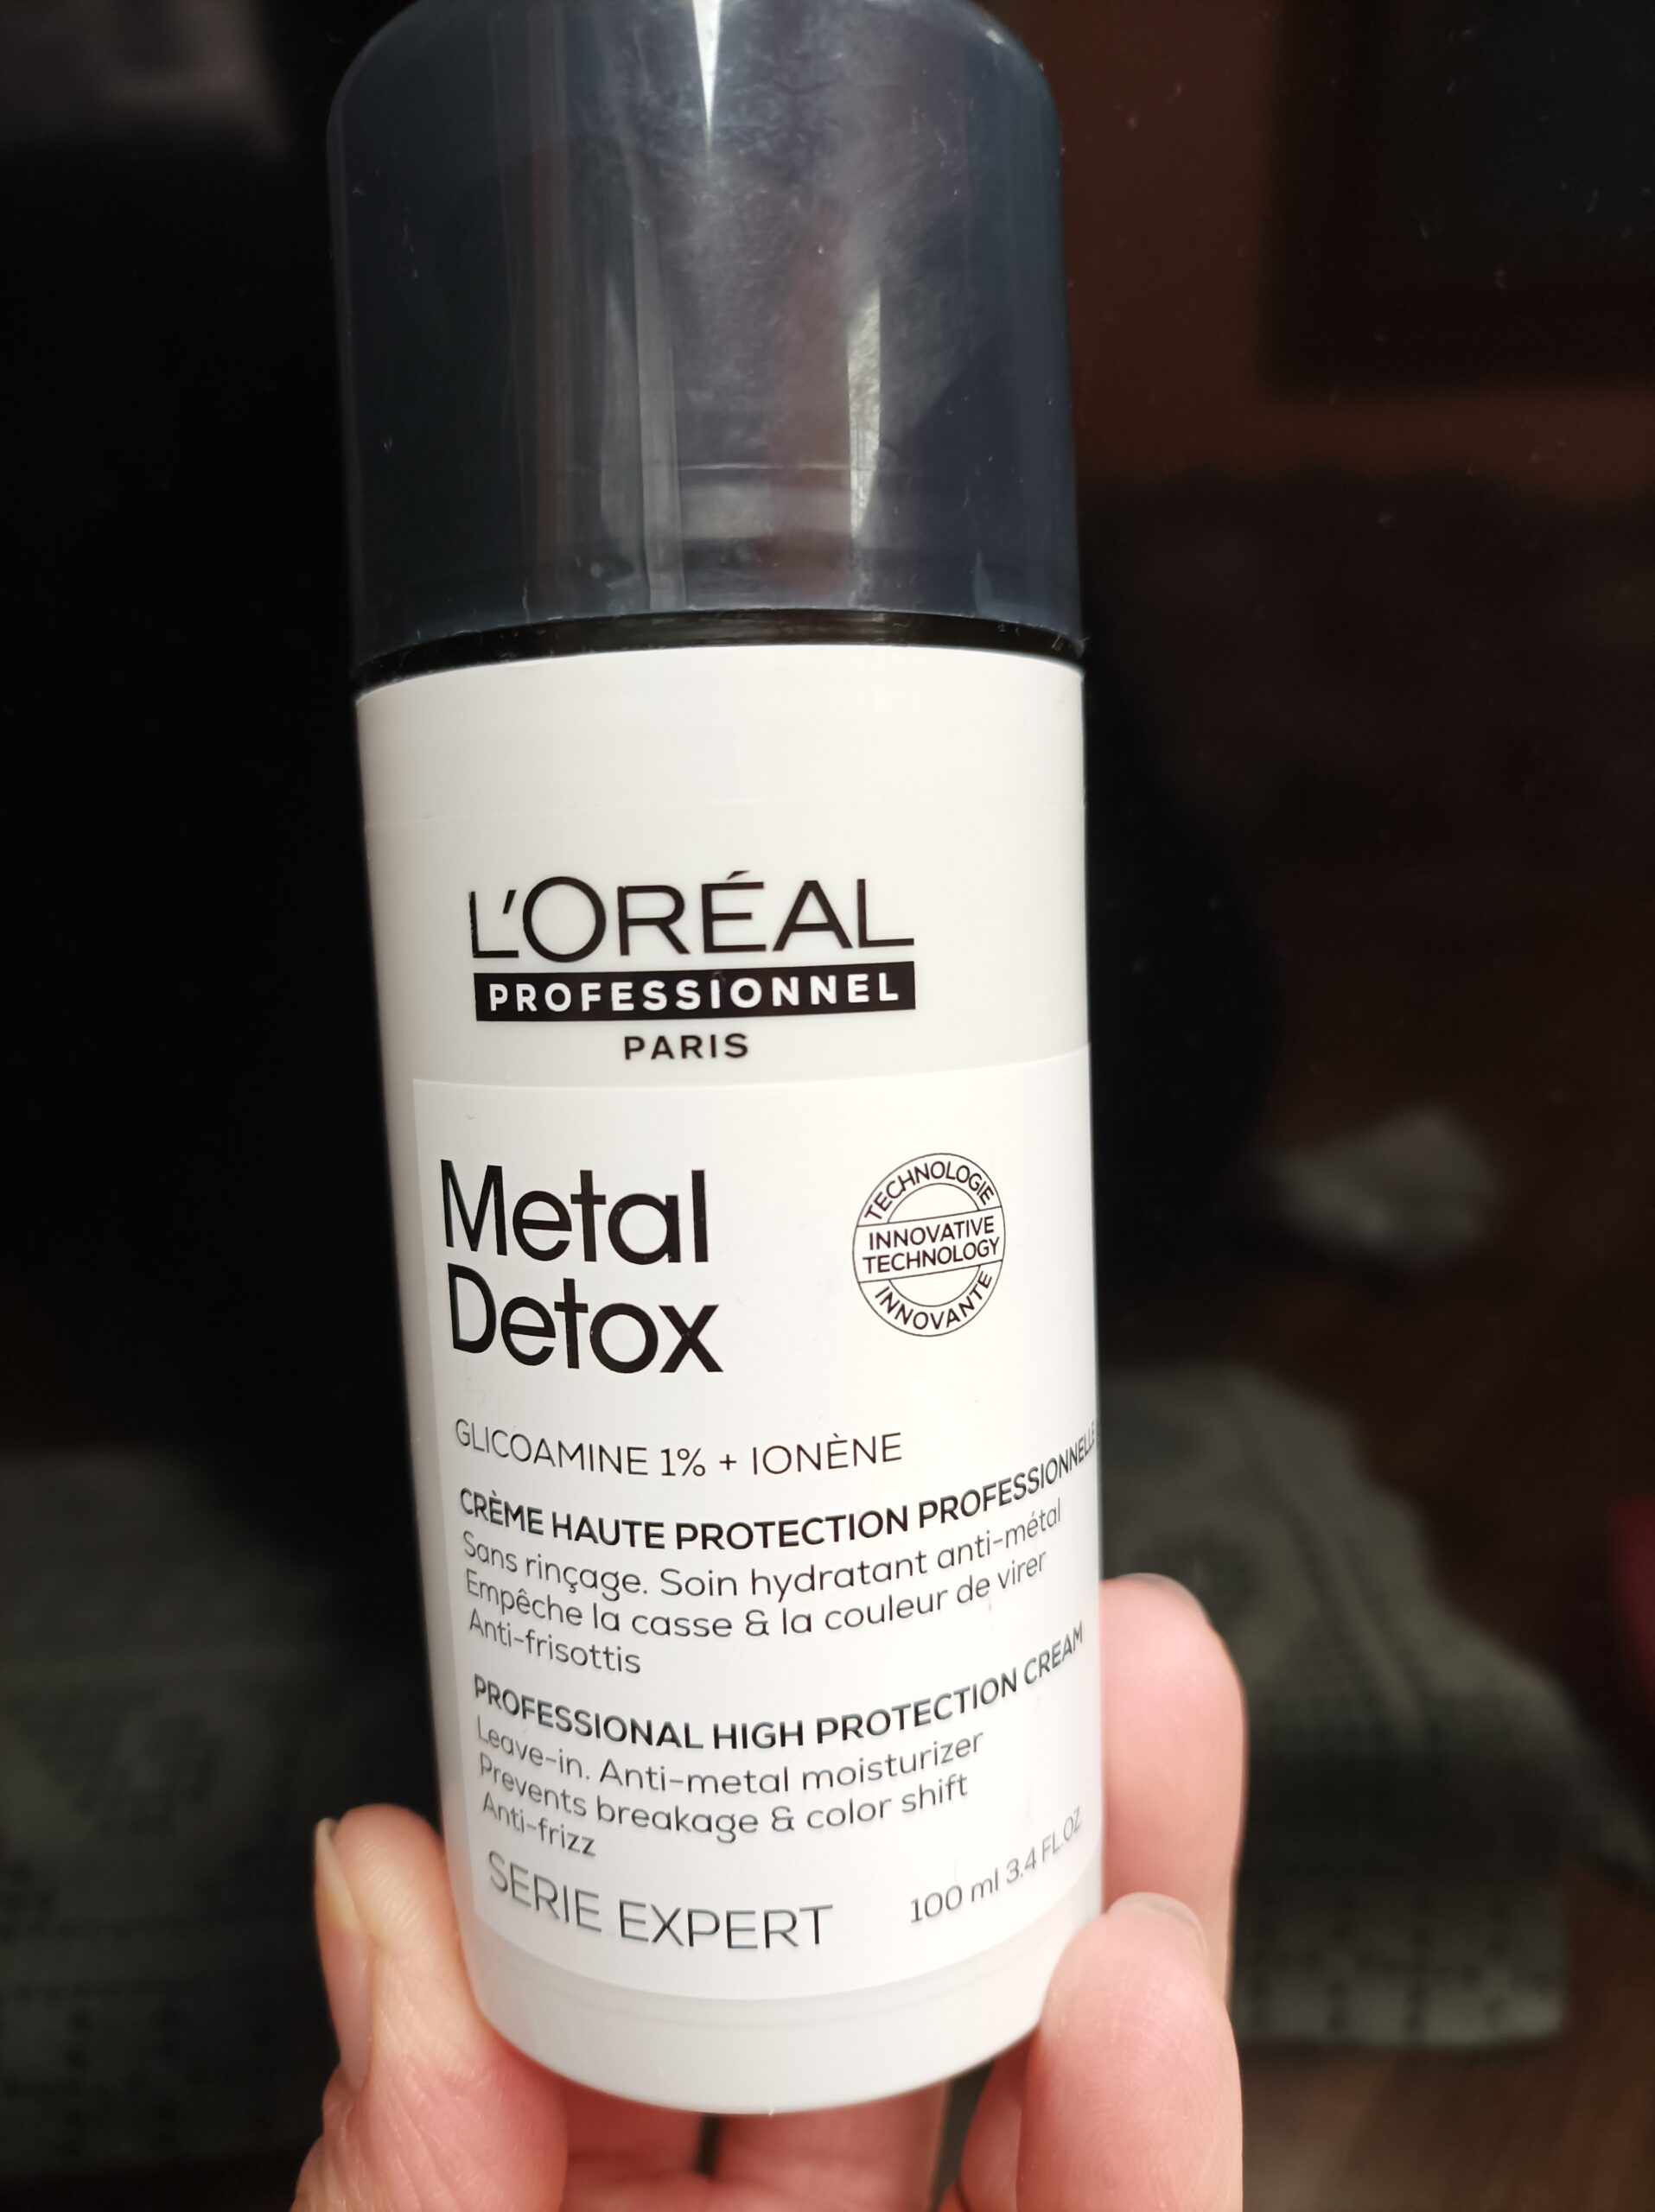 L'ORÉAL
PROFESSIONNEL
PARIS
Metal
Detox
TECHNOLOGIE
INNOVATIVE
TECHNOLOGY
INNOVANTE
GLICOAMINE 1% + IONÈNE
CRÈME HAUTE PROTECTION PROFESSIONNELLE
Sans rinçage. Soin hydratant anti-métal
Empêche la casse & la couleur de virer
Anti-frisottis
PROFESSIONAL HIGH PROTECTION CREAM
Leave-in. Anti-metal moisturizer
Prevents breakage & color shift
Anti-frizz
SERIE EXPERT
100 ml 3.4 FL.OZ